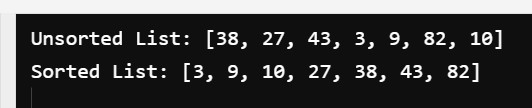 Unsorted List: [38, 27, 43, 3, 9, 82, 10]
Sorted List: [3, 9, 10, 27, 38, 43, 82]